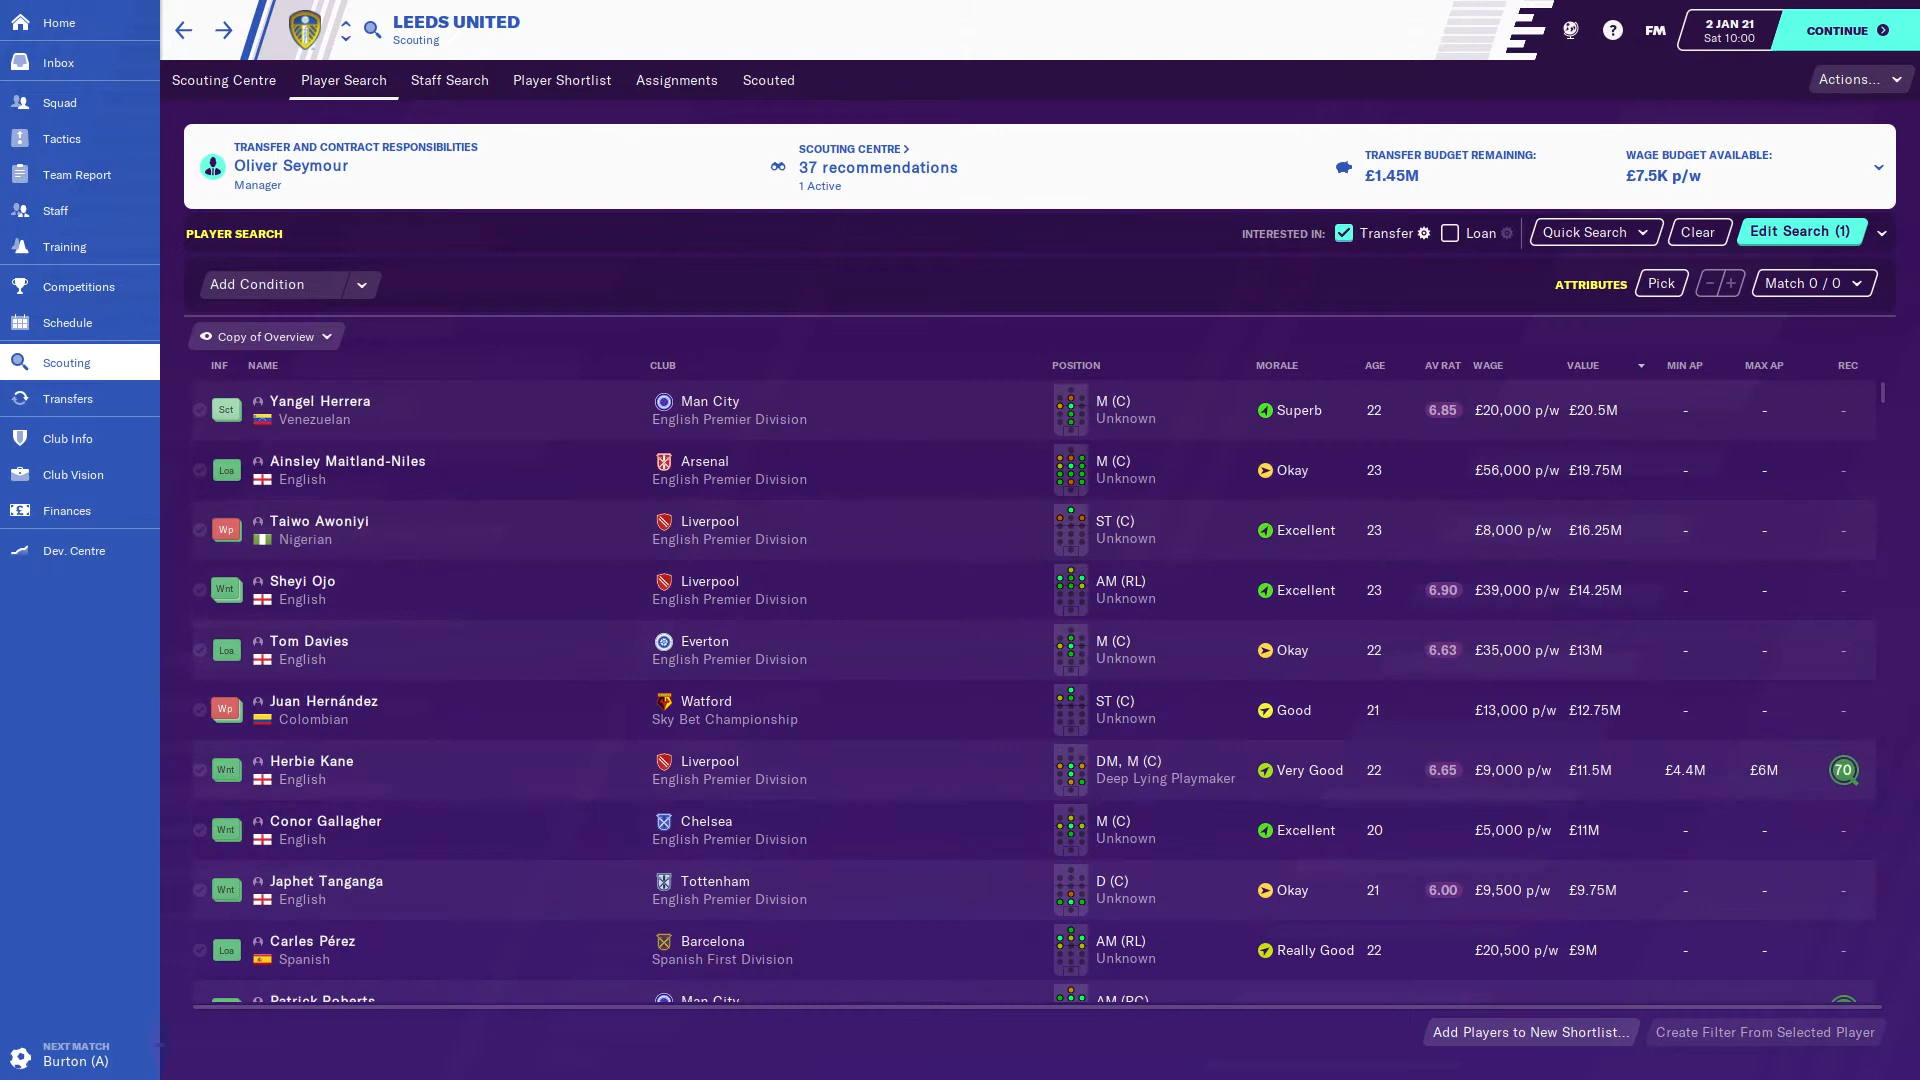 Home
Inbox
Squad
Tactics
Team Report
Staff
Training
Competitions
Schedule
Scouting
Transfers
Club Info
Club Vision
Finances
Dev. Centre
NEXT MATCH
Burton (A)
LEEDS UNITED
Scouting
FM
2 JAN 21
Sat 10:00
CONTINUE
Scouting Centre Player Search Staff Search Player Shortlist Assignments Scouted
Actions...
TRANSFER AND CONTRACT RESPONSIBILITIES
Oliver Seymour
Manager
SCOUTING CENTRE >
37 recommendations
1 Active
TRANSFER BUDGET REMAINING:
£1.45M
WAGE BUDGET AVAILABLE:
£7.5K p/w
PLAYER SEARCH
INTERESTED IN: Transfer Loan Quick Search Clear Edit Search (1)
Add Condition
ATTRIBUTES Pick - / + Match 0 / 0
Copy of Overview
INF NAME CLUB POSITION MORALE AGE AV RAT WAGE VALUE MIN AP MAX AP REC
Sct Yangel Herrera Man City M (C) Superb 22 6.85 £20,000 p/w £20.5M - - -
Venezuelan English Premier Division Unknown
Loa Ainsley Maitland-Niles Arsenal M (C) Okay 23 £56,000 p/w £19.75M - - -
English English Premier Division Unknown
Wp Taiwo Awoniyi Liverpool ST (C) Excellent 23 £8,000 p/w £16.25M - - -
Nigerian English Premier Division Unknown
Wnt Sheyi Ojo Liverpool AM (RL) Excellent 23 6.90 £39,000 p/w £14.25M - - -
English English Premier Division Unknown
Loa Tom Davies Everton M (C) Okay 22 6.63 £35,000 p/w £13M - - -
English English Premier Division Unknown
Wp Juan Hernández Watford ST (C) Good 21 £13,000 p/w £12.75M - - -
Colombian Sky Bet Championship Unknown
Wnt Herbie Kane Liverpool DM, M (C) Very Good 22 6.65 £9,000 p/w £11.5M £4.4M £6M 70
English English Premier Division Deep Lying Playmaker
Wnt Conor Gallagher Chelsea M (C) Excellent 20 £5,000 p/w £11M - - -
English English Premier Division Unknown
Wnt Japhet Tanganga Tottenham D (C) Okay 21 6.00 £9,500 p/w £9.75M - - -
English English Premier Division Unknown
Loa Carles Pérez Barcelona AM (RL) Really Good 22 £20,500 p/w £9M - - -
Spanish Spanish First Division Unknown
Patrick Roberts Man City AM (RC)
Add Players to New Shortlist... Create Filter From Selected Player